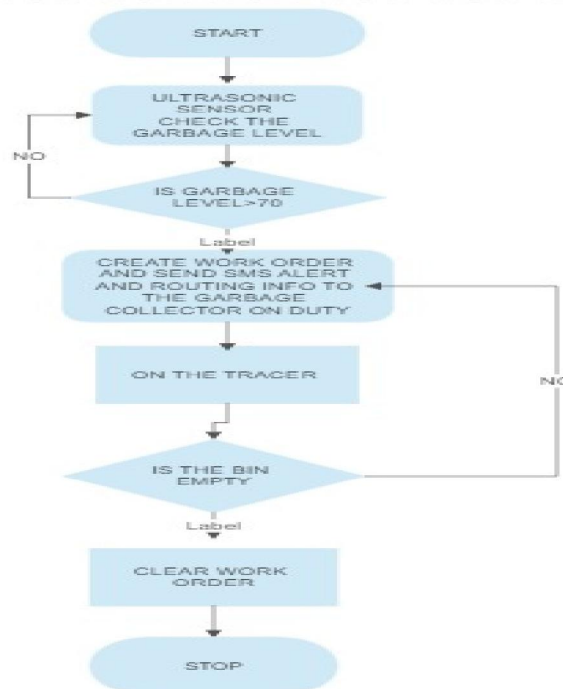 START
ULTRASONIC
SENSOR
CHECK THE
GARBAGE LEVEL
NO
IS GARBAGE
LEVEL>70
Label
CREATE WORK ORDER
AND SEND SMS ALERT
AND ROUTING INFO TO
THE GARBAGE
COLLECTOR ON DUTY
ON THE TRACER
NO
IS THE BIN
EMPTY
Label
CLEAR WORK
ORDER
STOP